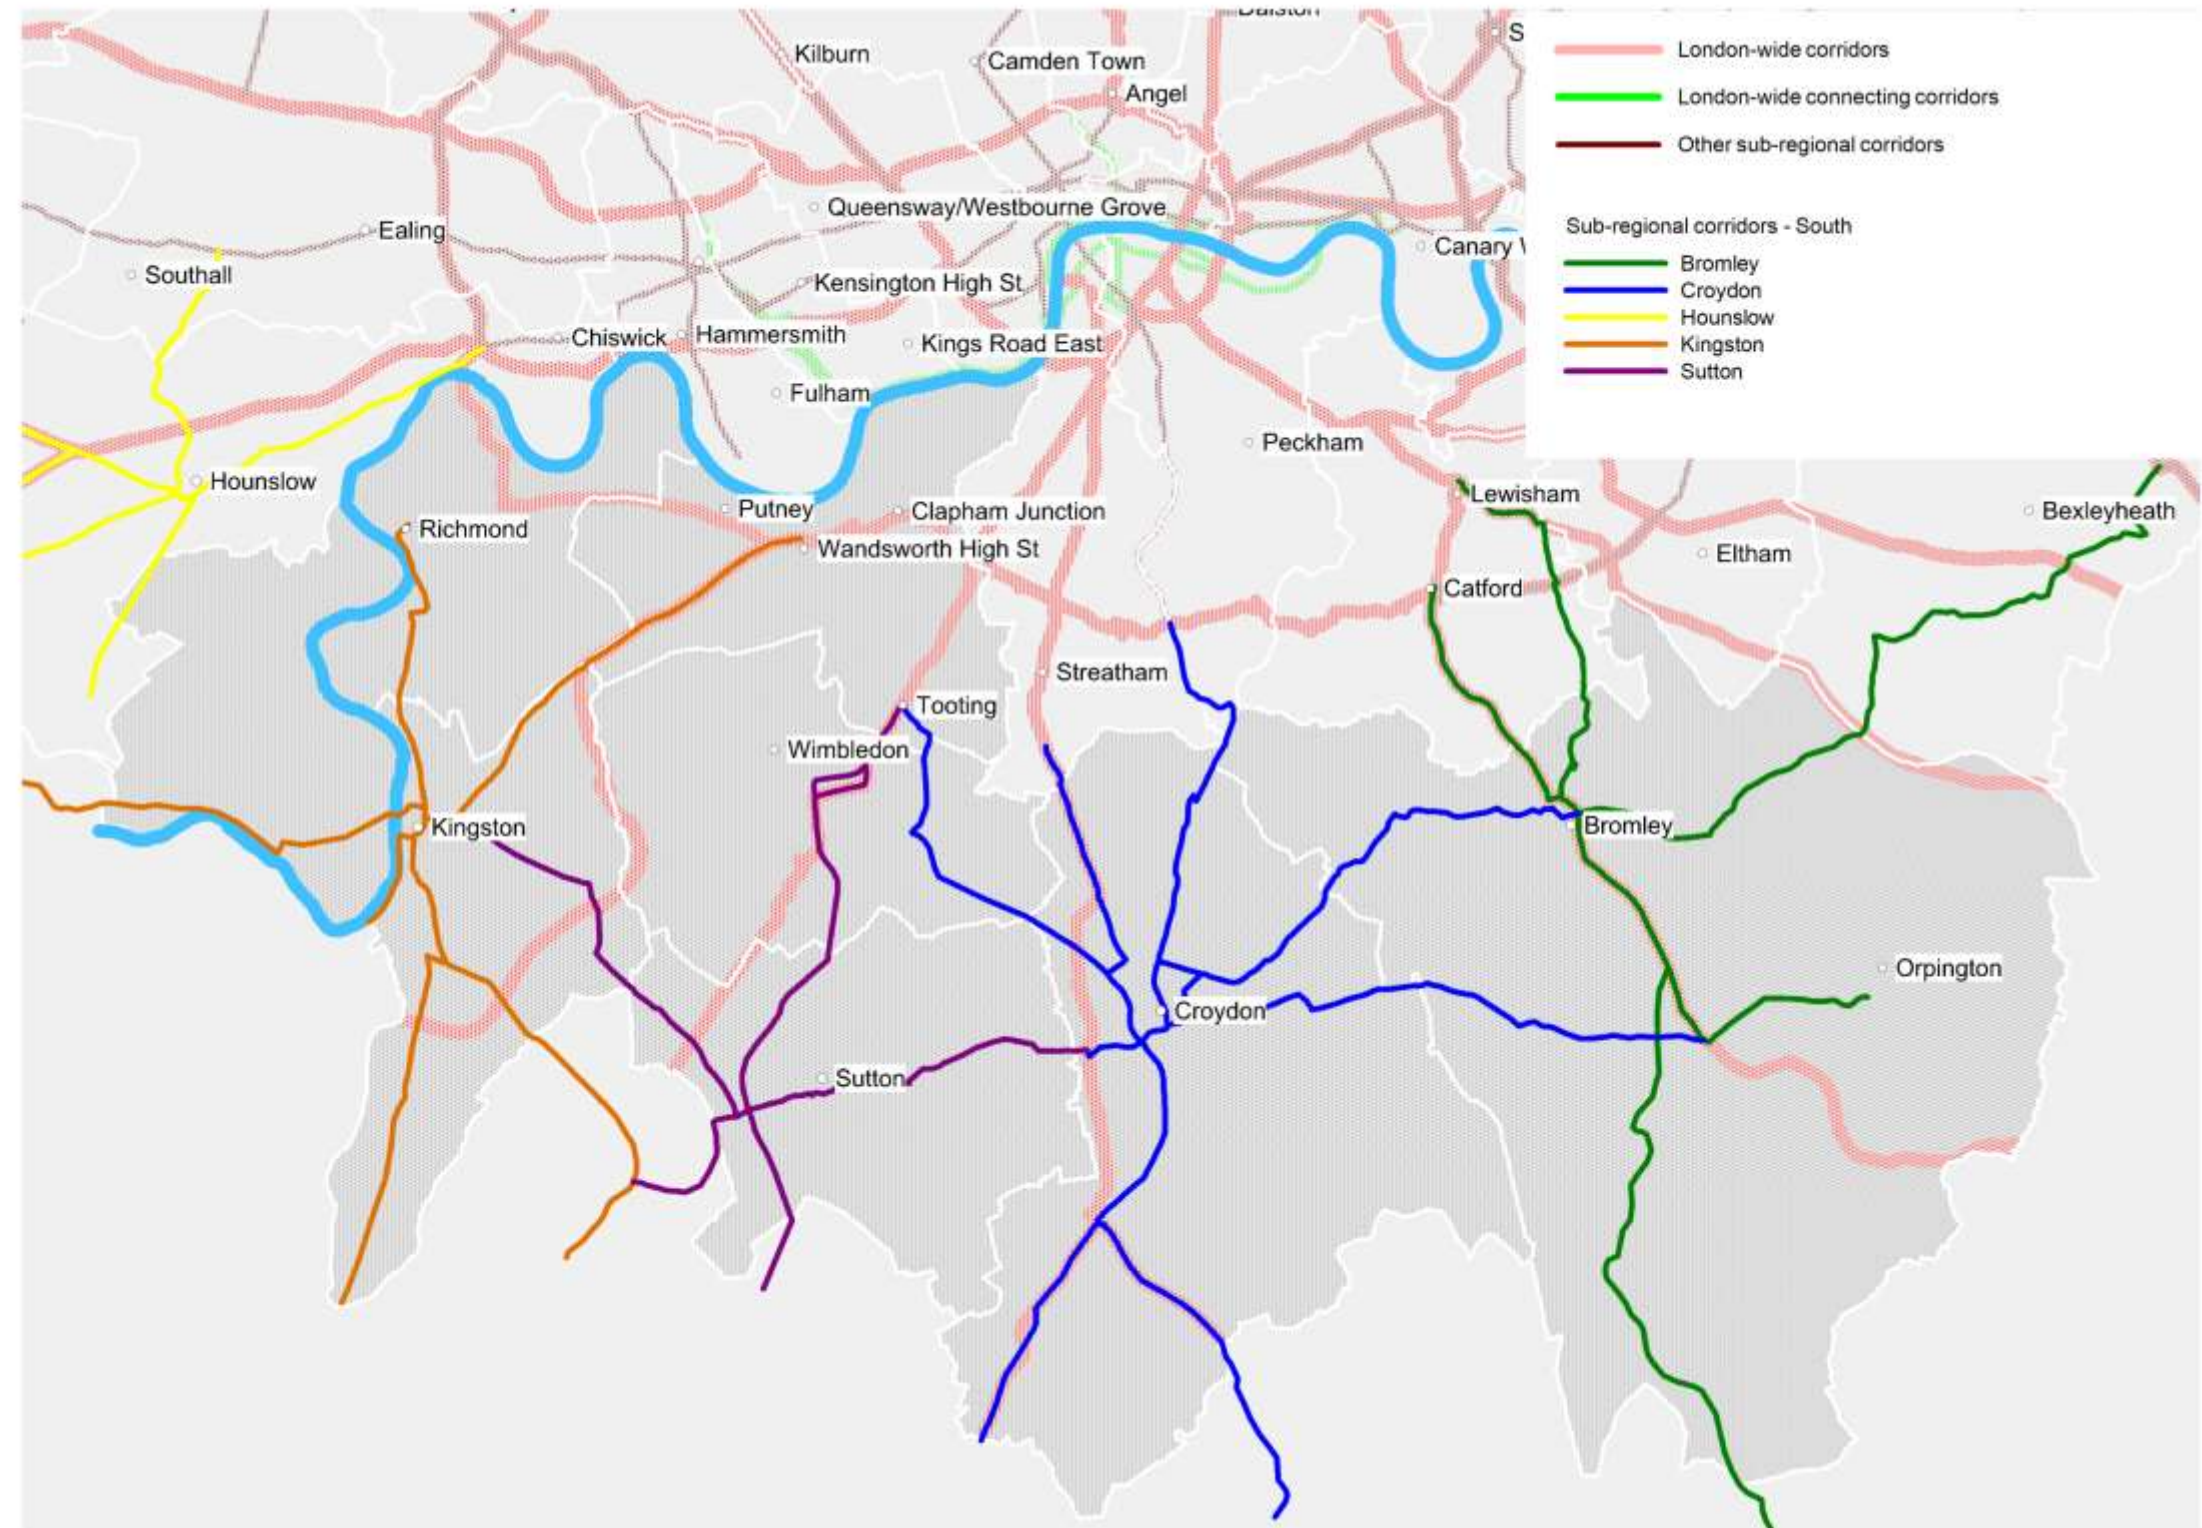 Kilburn
Camden Town
Angel
Queensway/Westbourne Grove
Ealing
Southall
Kensington High St
Canary
Chiswick
Hammersmith
Kings Road East
Fulham
Peckham
Hounslow
Lewisham
Putney
Clapham Junction
Bexleyheath
Richmond
Wandsworth High St
Eltham
Catford
Streatham
Tooting
Wimbledon
Kingston
Bromley
Orpington
Croydon
Sutton
London-wide corridors
London-wide connecting corridors
Other sub-regional corridors
Sub-regional corridors - South
Bromley
Croydon
Hounslow
Kingston
Sutton